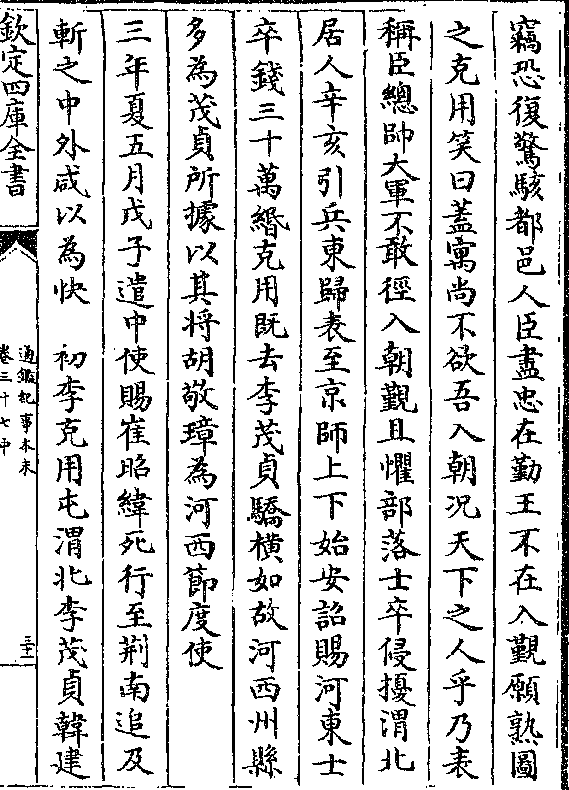 竊恐復驚駭都邑人臣盡忠在勤王不在入覲願熟圖
之克用笑曰蓋寓尚不欲吾入朝況天下之人乎乃表
稱臣總帥大軍不敢徑入朝覲且懼部落士卒侵擾渭北
居人辛亥引兵東歸表至京師上下始安詔賜河東士
卒錢三十萬緡克用既去李茂貞驕橫如故河西州縣
多為茂貞所據以其將胡敬璋為河西節度使
三年夏五月戊子遣中使賜崔昭緯死行至荆南追及
斬之中外咸以為快　初李克用屯渭北李茂貞韓建
欽定四庫全書
通鑑紀事本末
卷三十七中
三十二